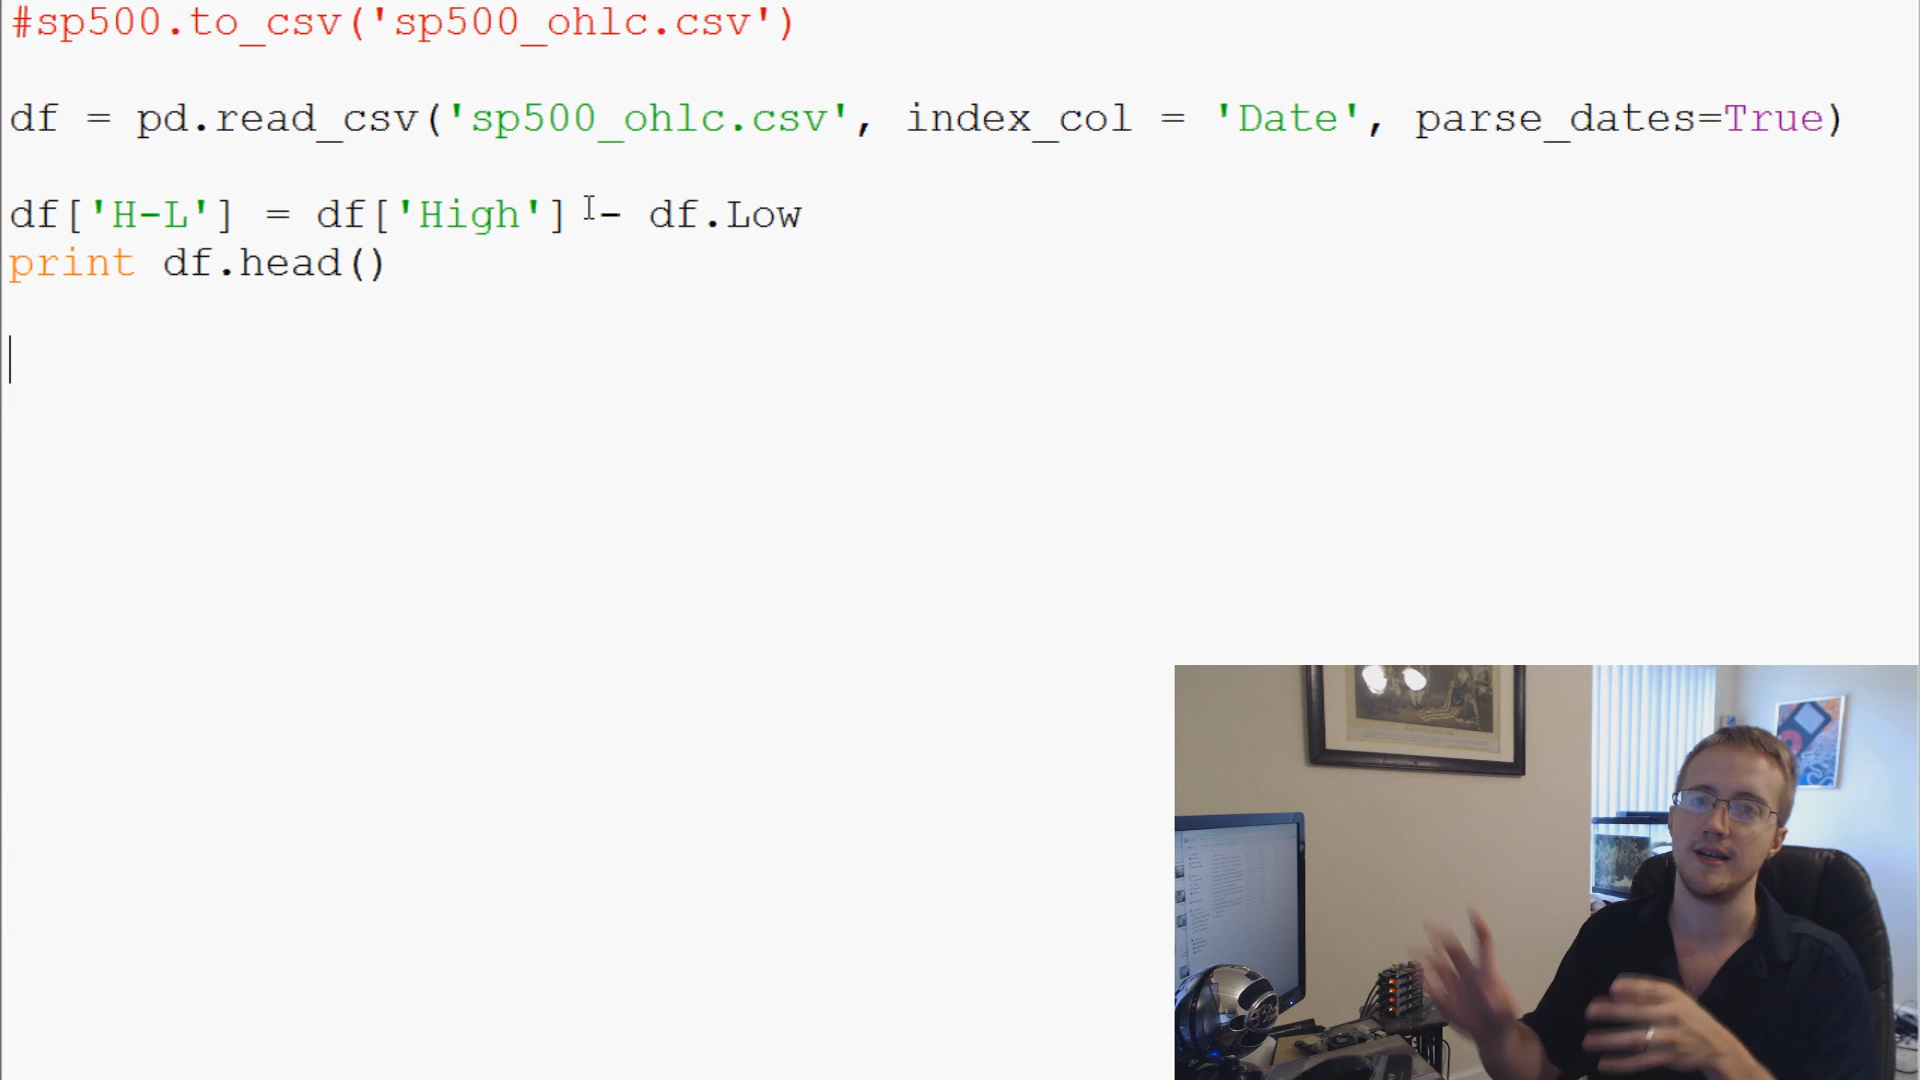 #sp500.to_csv('sp500_ohlc.csv')
df = pd.read_csv('sp500_ohlc.csv', index_col = 'Date', parse_dates=True)
df['H-L'] = df['High'] - df.Low
print df.head()